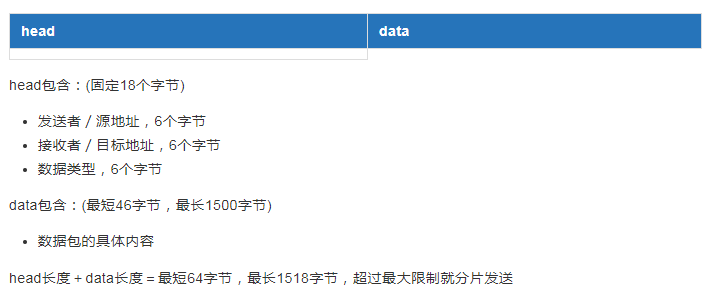 head data
head包含：(固定18个字节)
发送者／源地址，6个字节
接收者／目标地址，6个字节
数据类型，6个字节
data包含：(最短46字节，最长1500字节)
数据包的具体内容
head长度＋data长度＝最短64字节，最长1518字节，超过最大限制就分片发送